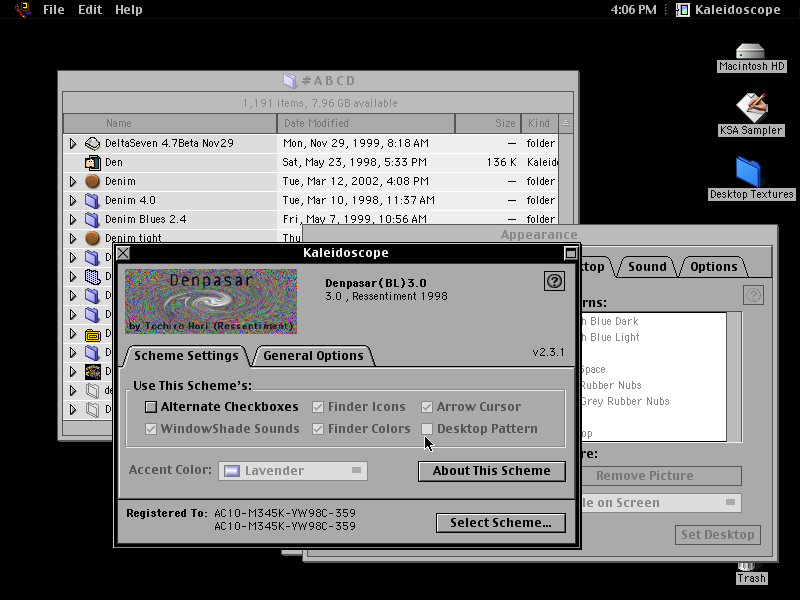 File Edit Help
4:06 PM Kaleidoscope
Macintosh HD
KSA Sampler
Desktop Textures
Trash
#ABCD
1,191 items, 7.96 GB available
Name Date Modified Size Kind
DeltaSeven 4.7Beta Nov29 Mon, Nov 29, 1999, 8:18 AM — folder
Den Sat, May 23, 1998, 5:33 PM 136 K Kaleid
Denim Tue, Mar 12, 2002, 4:08 PM — folder
Denim 4.0 Tue, Mar 10, 1998, 11:37 AM — folder
Denim Blues 2.4 Fri, May 7, 1999, 10:56 AM — folder
Denim tight Thu
D
D
D
D
D
D
D
de
D
Appearance
top Sound Options
rns:
h Blue Dark
h Blue Light
Space
Rubber Nubs
Grey Rubber Nubs
op
re:
Remove Picture
le on Screen
Set Desktop
Kaleidoscope
Denpasar
by Tochiro Hori (Ressentiment)
Denpasar(BL)3.0
3.0 , Ressentiment 1998
?
Scheme Settings General Options v2.3.1
Use This Scheme's:
Alternate Checkboxes Finder Icons Arrow Cursor
WindowShade Sounds Finder Colors Desktop Pattern
Accent Color: Lavender About This Scheme
Registered To: AC10-M345K-YW98C-359
AC10-M345K-YW98C-359
Select Scheme...